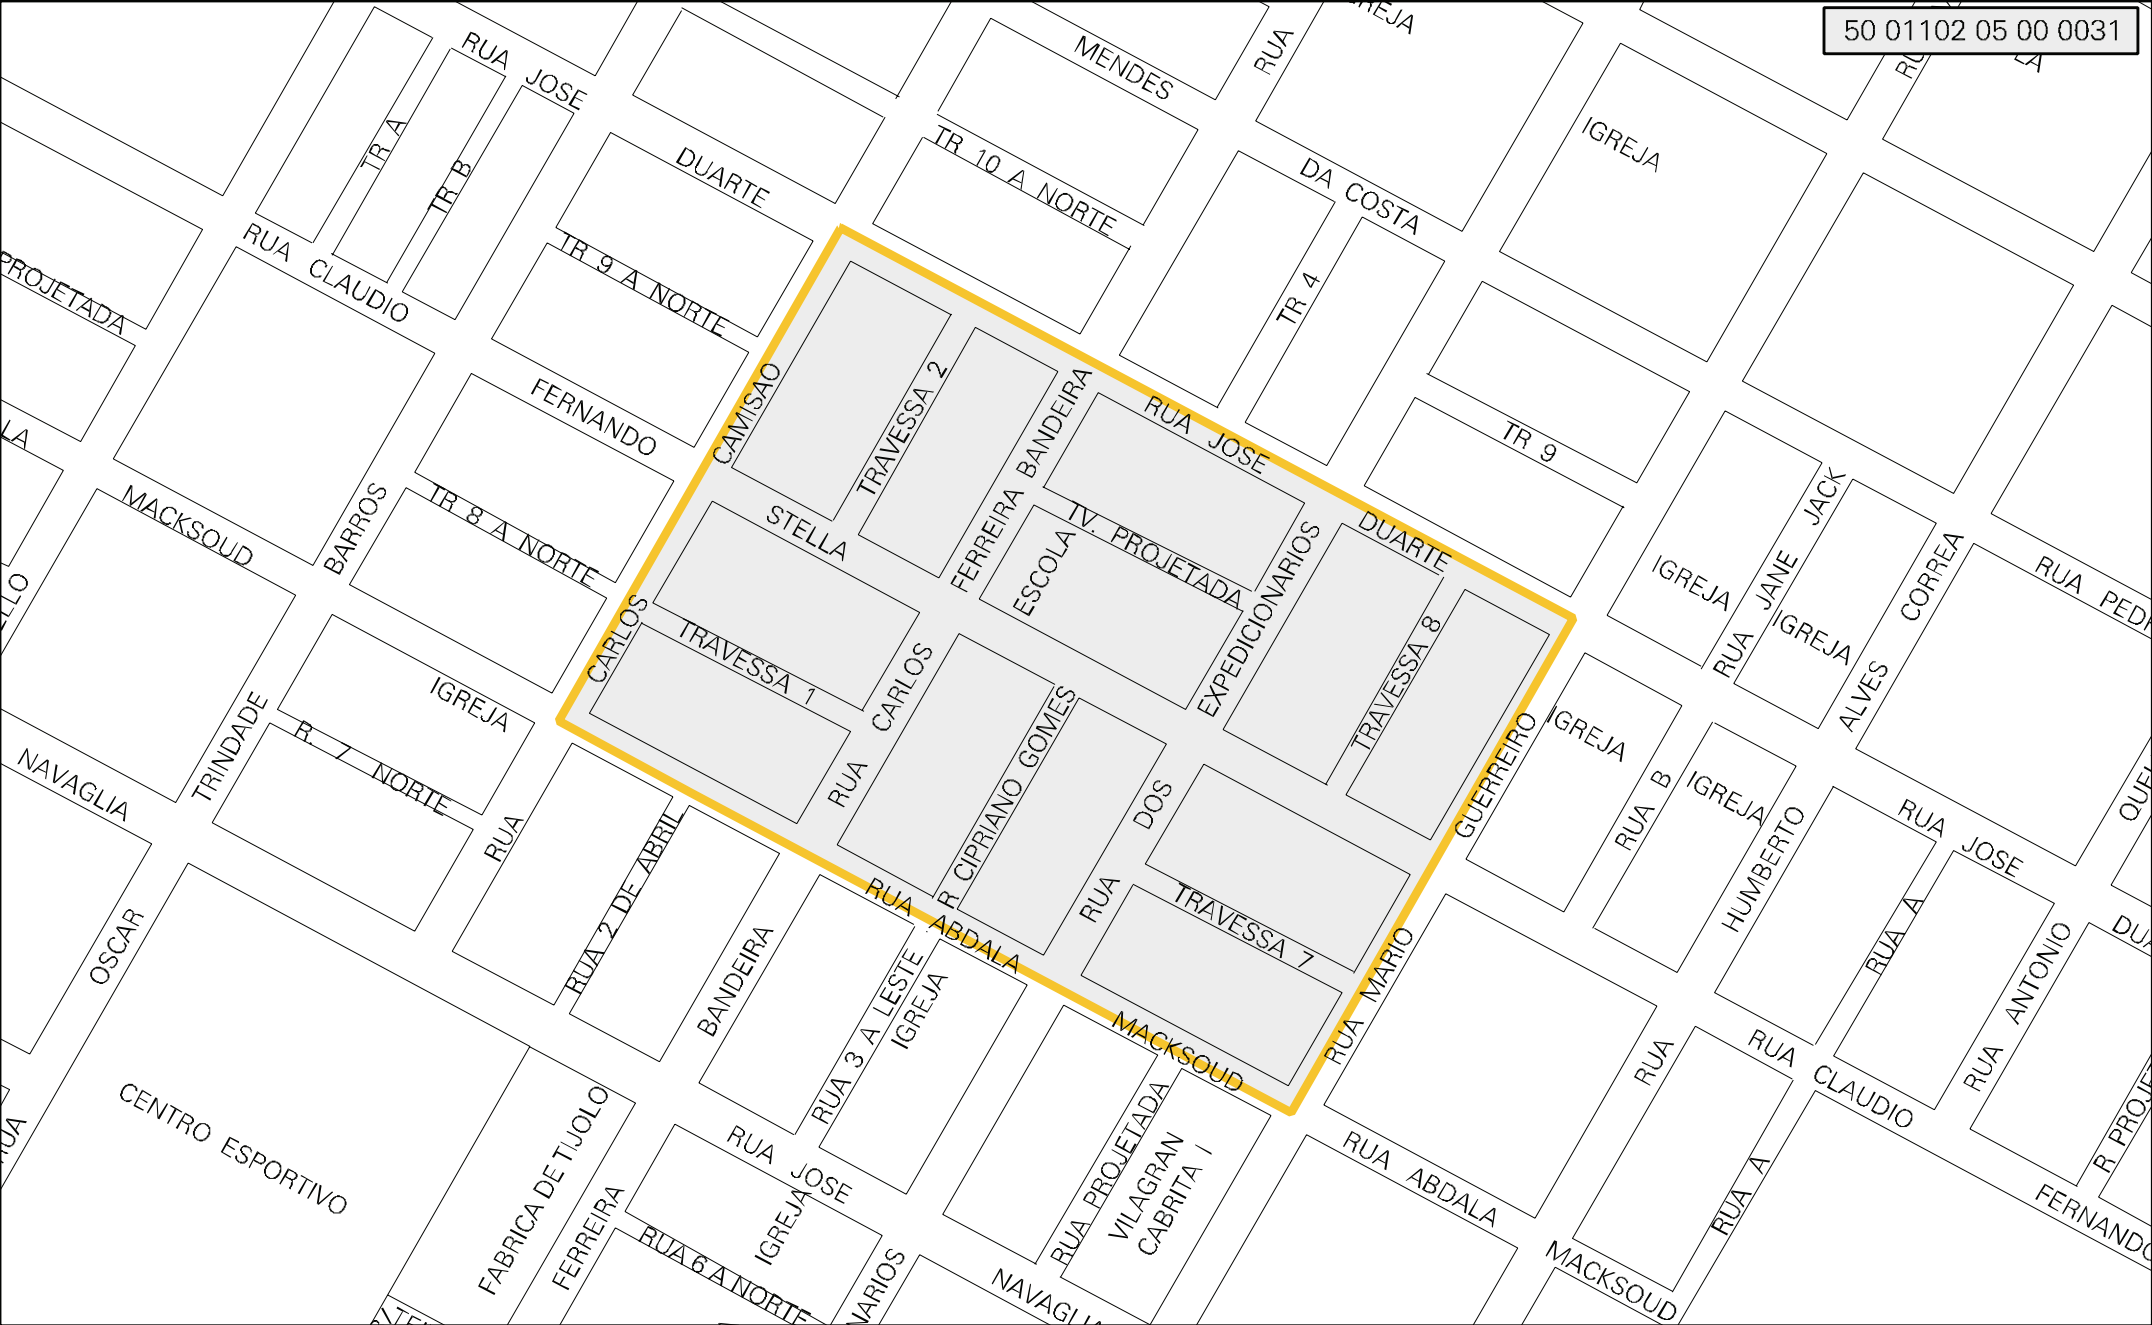 50 01102 05 00 0031
RUA JOSE
MENDES
RUA
IGREJA
TR A
TR B
DUARTE
TR 10 A NORTE
DA COSTA
RUA CLAUDIO
TR 9 A NORTE
TR 4
PROJETADA
FERNANDO
CAMISAO
TRAVESSA 2
FERREIRA BANDEIRA
RUA JOSE
DUARTE
TR 9
LA
MACKSOUD
BARROS
TR 8 A NORTE
STELLA
TV. PROJETADA
ESCOLA
EXPEDICIONARIOS
IGREJA
RUA JANE JACK
IGREJA
ALVES CORREA
CARLOS
TRAVESSA 1
RUA CARLOS
TRAVESSA 8
IGREJA
TRINDADE
R. 7 NORTE
IGREJA
NAVAGLIA
RUA
R CIPRIANO GOMES
RUA DOS
GUERREIRO
IGREJA
RUA B
HUMBERTO
RUA JOSE
OSCAR
RUA 2 DE ABRIL
BANDEIRA
RUA ABDALA
TRAVESSA 7
RUA MARIO
RUA A
RUA ANTONIO
RUA 3 A LESTE
IGREJA
MACKSOUD
RUA
RUA CLAUDIO
CENTRO ESPORTIVO
FABRICA DE TIJOLO
RUA JOSE
IGREJA
RUA PROJETADA
VILAGRAN
CABRITA I
RUA ABDALA
RUA A
FERNANDO
FERREIRA
RUA 6 A NORTE
NAVAGLIA
MACKSOUD